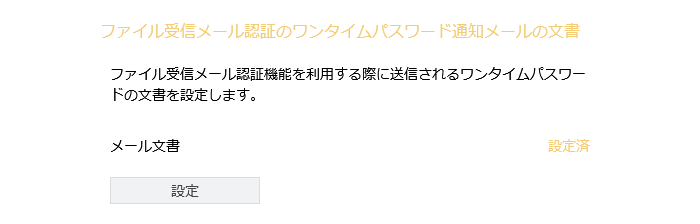 ファイル受信メール認証のワンタイムパスワード通知メールの文書
ファイル受信メール認証機能を利用する際に送信されるワンタイムパスワー
ドの文書を設定します。
メール文書
設定済
設定